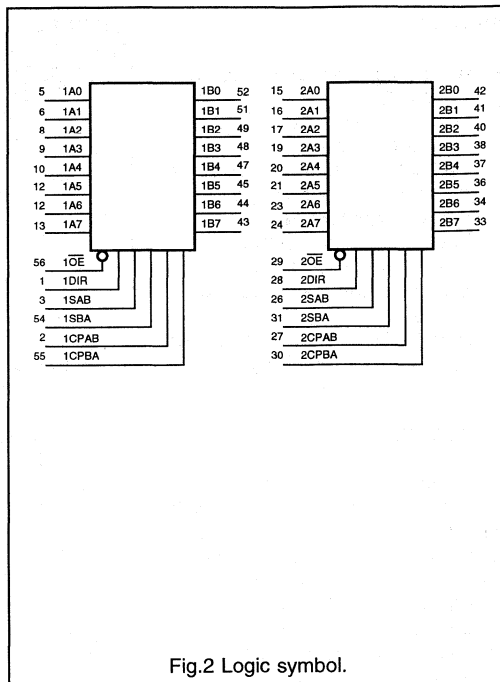 5 1A0 1B0 52
6 1A1 1B1 51
8 1A2 1B2 49
9 1A3 1B3 48
10 1A4 1B4 47
12 1A5 1B5 45
12 1A6 1B6 44
13 1A7 1B7 43
56 1O̅E̅
1 1DIR
3 1SAB
54 1SBA
2 1CPAB
55 1CPBA
15 2A0 2B0 42
16 2A1 2B1 41
17 2A2 2B2 40
19 2A3 2B3 38
20 2A4 2B4 37
21 2A5 2B5 36
23 2A6 2B6 34
24 2A7 2B7 33
29 2O̅E̅
28 2DIR
26 2SAB
31 2SBA
27 2CPAB
30 2CPBA
Fig.2 Logic symbol.